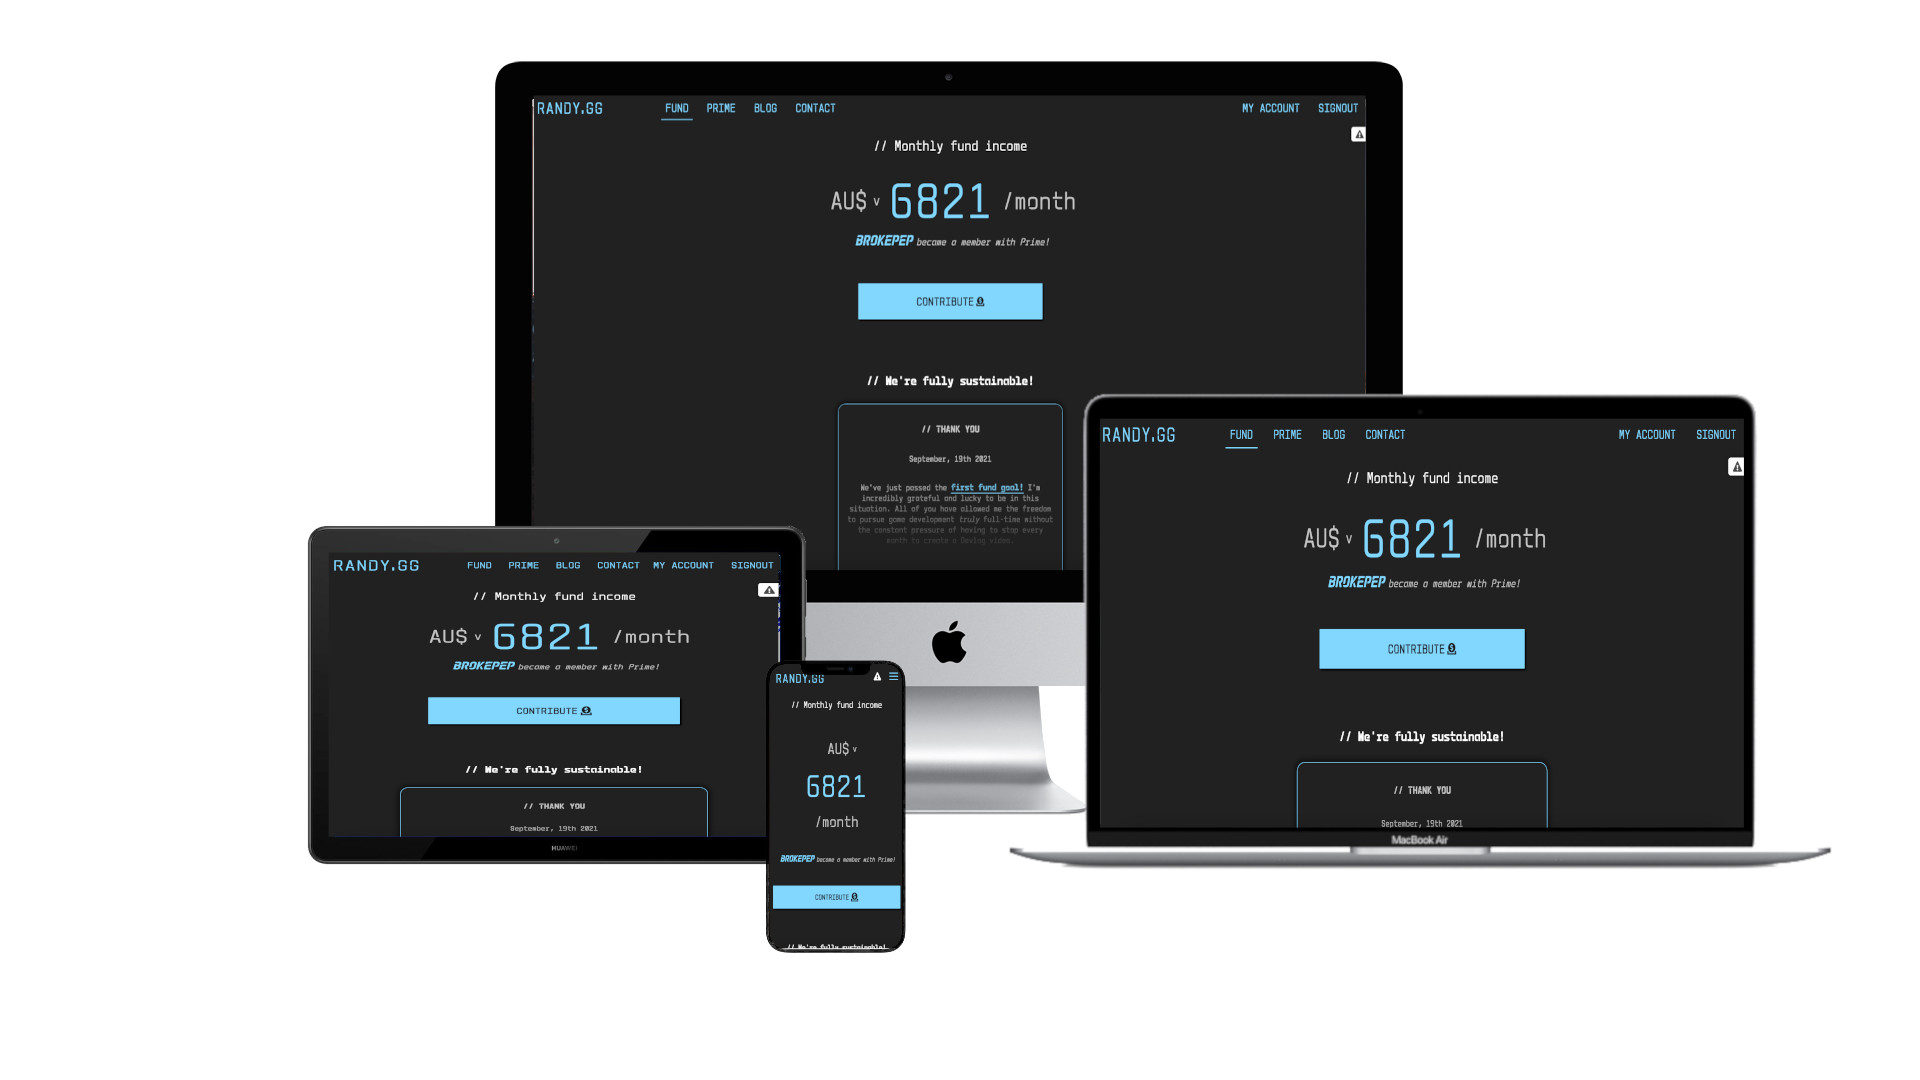 RANDY.GG FUND PRIME BLOG CONTACT MY ACCOUNT SIGNOUT
// Monthly fund income
AU$ v 6821 /month
BROKEPEP became a member with Prime!
CONTRIBUTE
// We're fully sustainable!
// THANK YOU
September, 19th 2021
We've just passed the first fund goal! I'm
incredibly grateful and lucky to be in this
situation. All of you have allowed me the freedom
to pursue game development truly full-time without
the constant pressure of having to stop every
month to create a Devlog video.
RANDY.GG FUND PRIME BLOG CONTACT MY ACCOUNT SIGNOUT
// Monthly fund income
AU$ v 6821 /month
BROKEPEP became a member with Prime!
CONTRIBUTE
// We're fully sustainable!
// THANK YOU
September, 19th 2021
MacBook Air
RANDY.GG FUND PRIME BLOG CONTACT MY ACCOUNT SIGNOUT
// Monthly fund income
AU$ v 6821 /month
BROKEPEP became a member with Prime!
CONTRIBUTE
// We're fully sustainable!
// THANK YOU
September, 19th 2021
HUAWEI
RANDY.GG
// Monthly fund income
AU$ v
6821
/month
BROKEPEP became a member with Prime!
CONTRIBUTE
// We're fully sustainable!